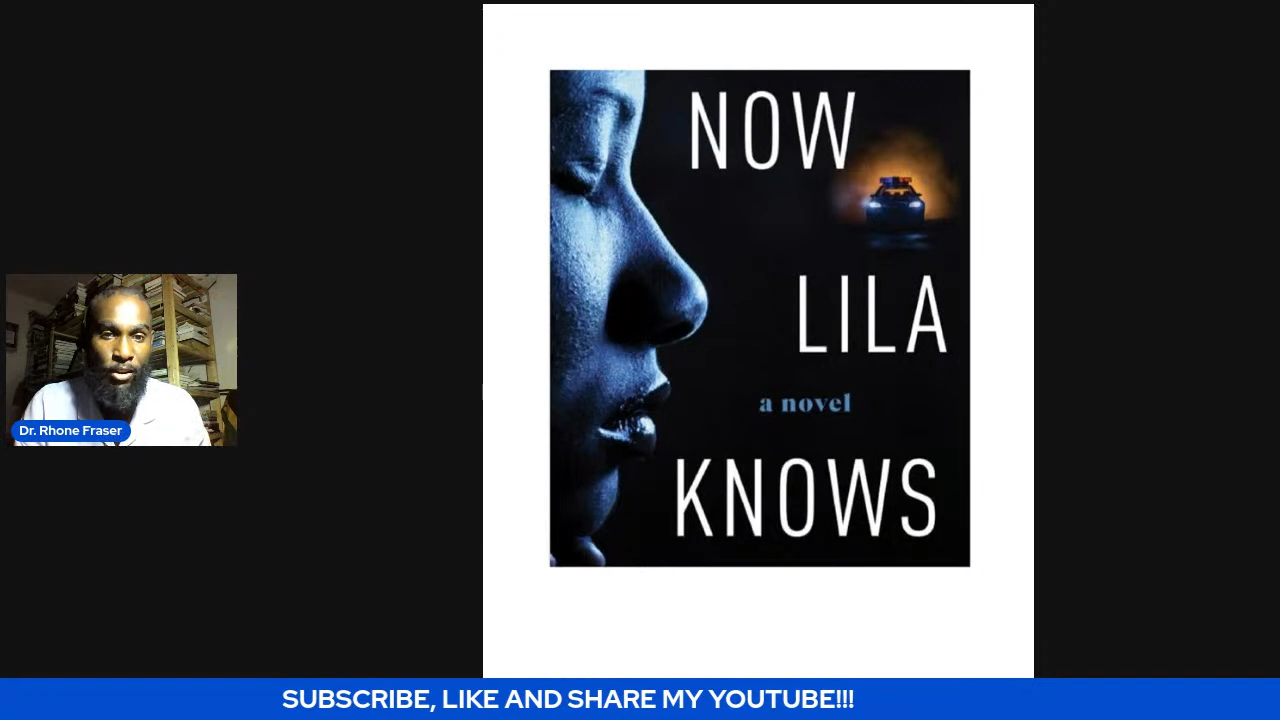 NOW
LILA
a novel
KNOWS
Dr. Rhone Fraser
SUBSCRIBE, LIKE AND SHARE MY YOUTUBE!!!